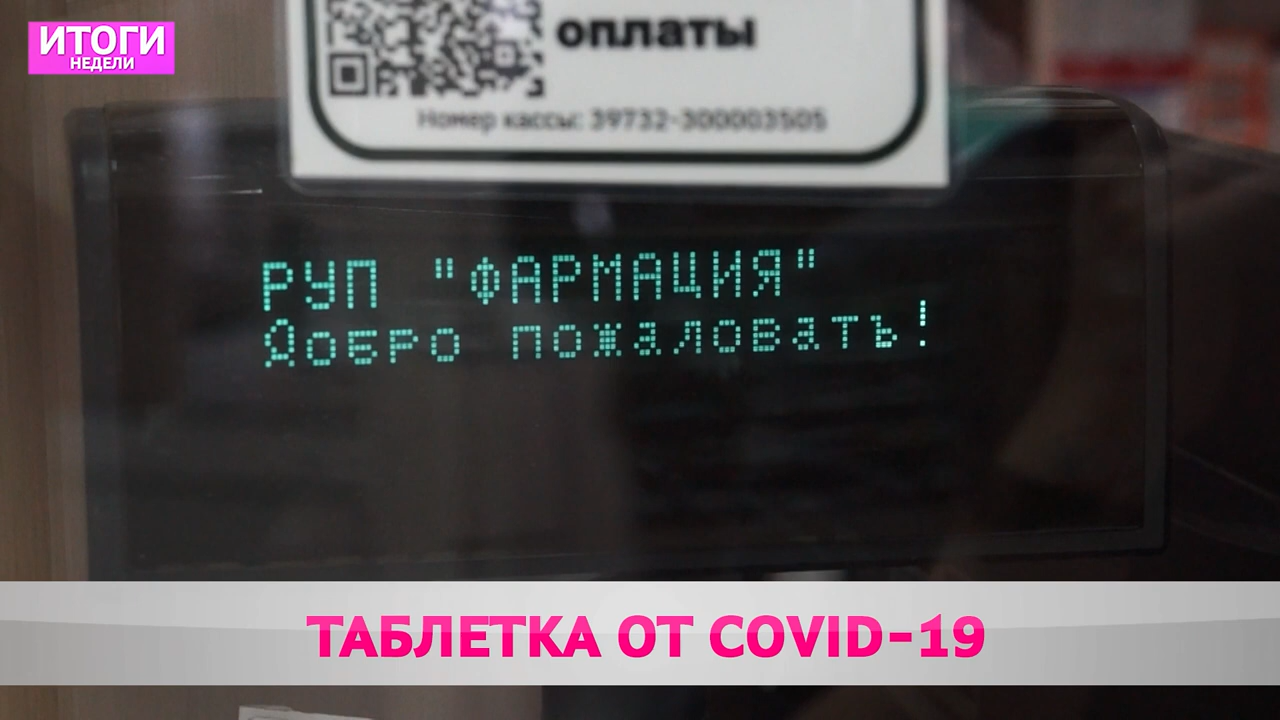 ИТОГИ
НЕДЕЛИ
оплаты
Номер кассы: 39732-300003505
РУП "ФАРМАЦИЯ"
Добро пожаловать!
ТАБЛЕТКА ОТ COVID-19